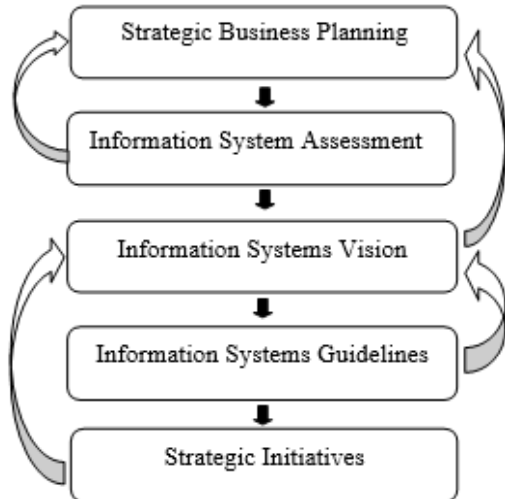 Strategic Business Planning
Information System Assessment
Information Systems Vision
Information Systems Guidelines
Strategic Initiatives